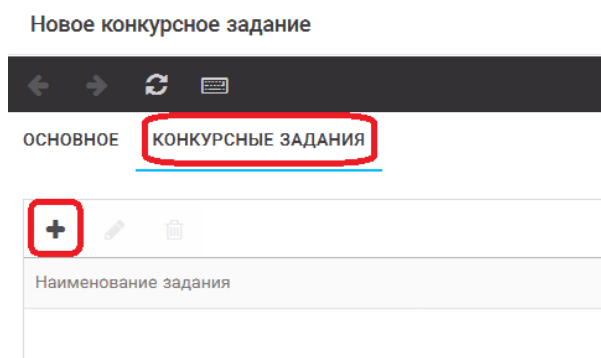 Новое конкурсное задание
ОСНОВНОЕ КОНКУРСНЫЕ ЗАДАНИЯ
Наименование задания